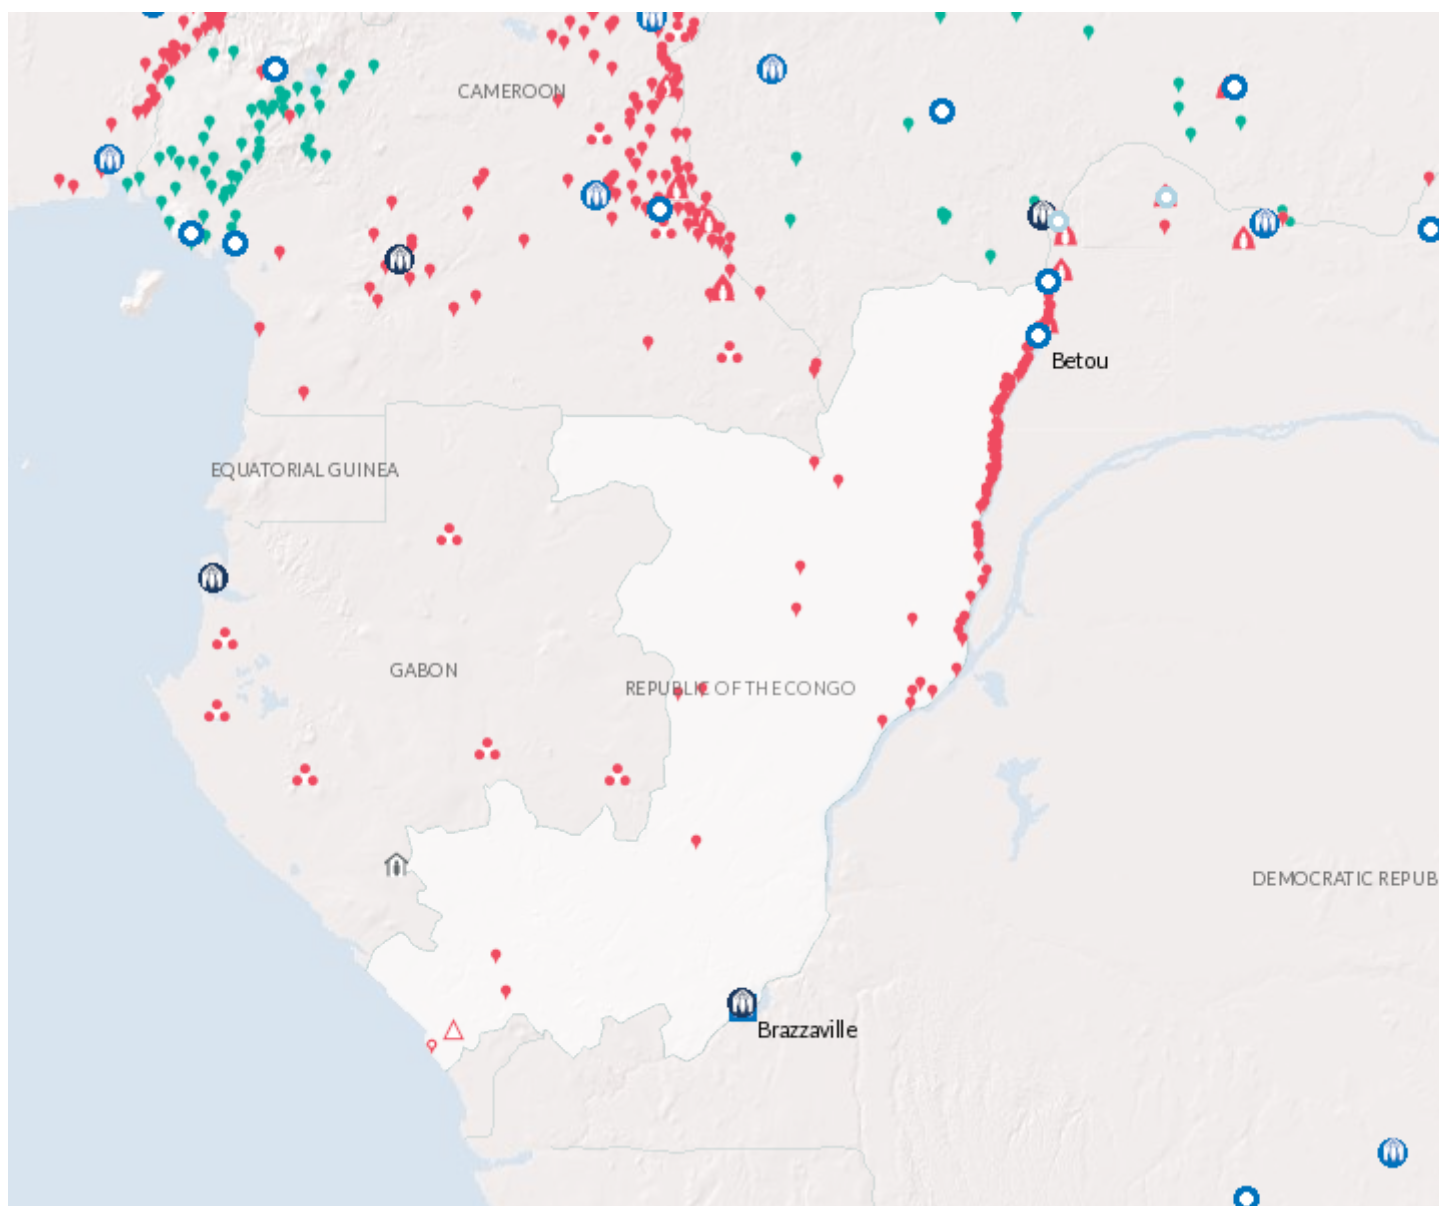 CAMEROON
Betou
EQUATORIAL GUINEA
GABON
REPUBLIC OF THE CONGO
DEMOCRATIC REPUB
Brazzaville